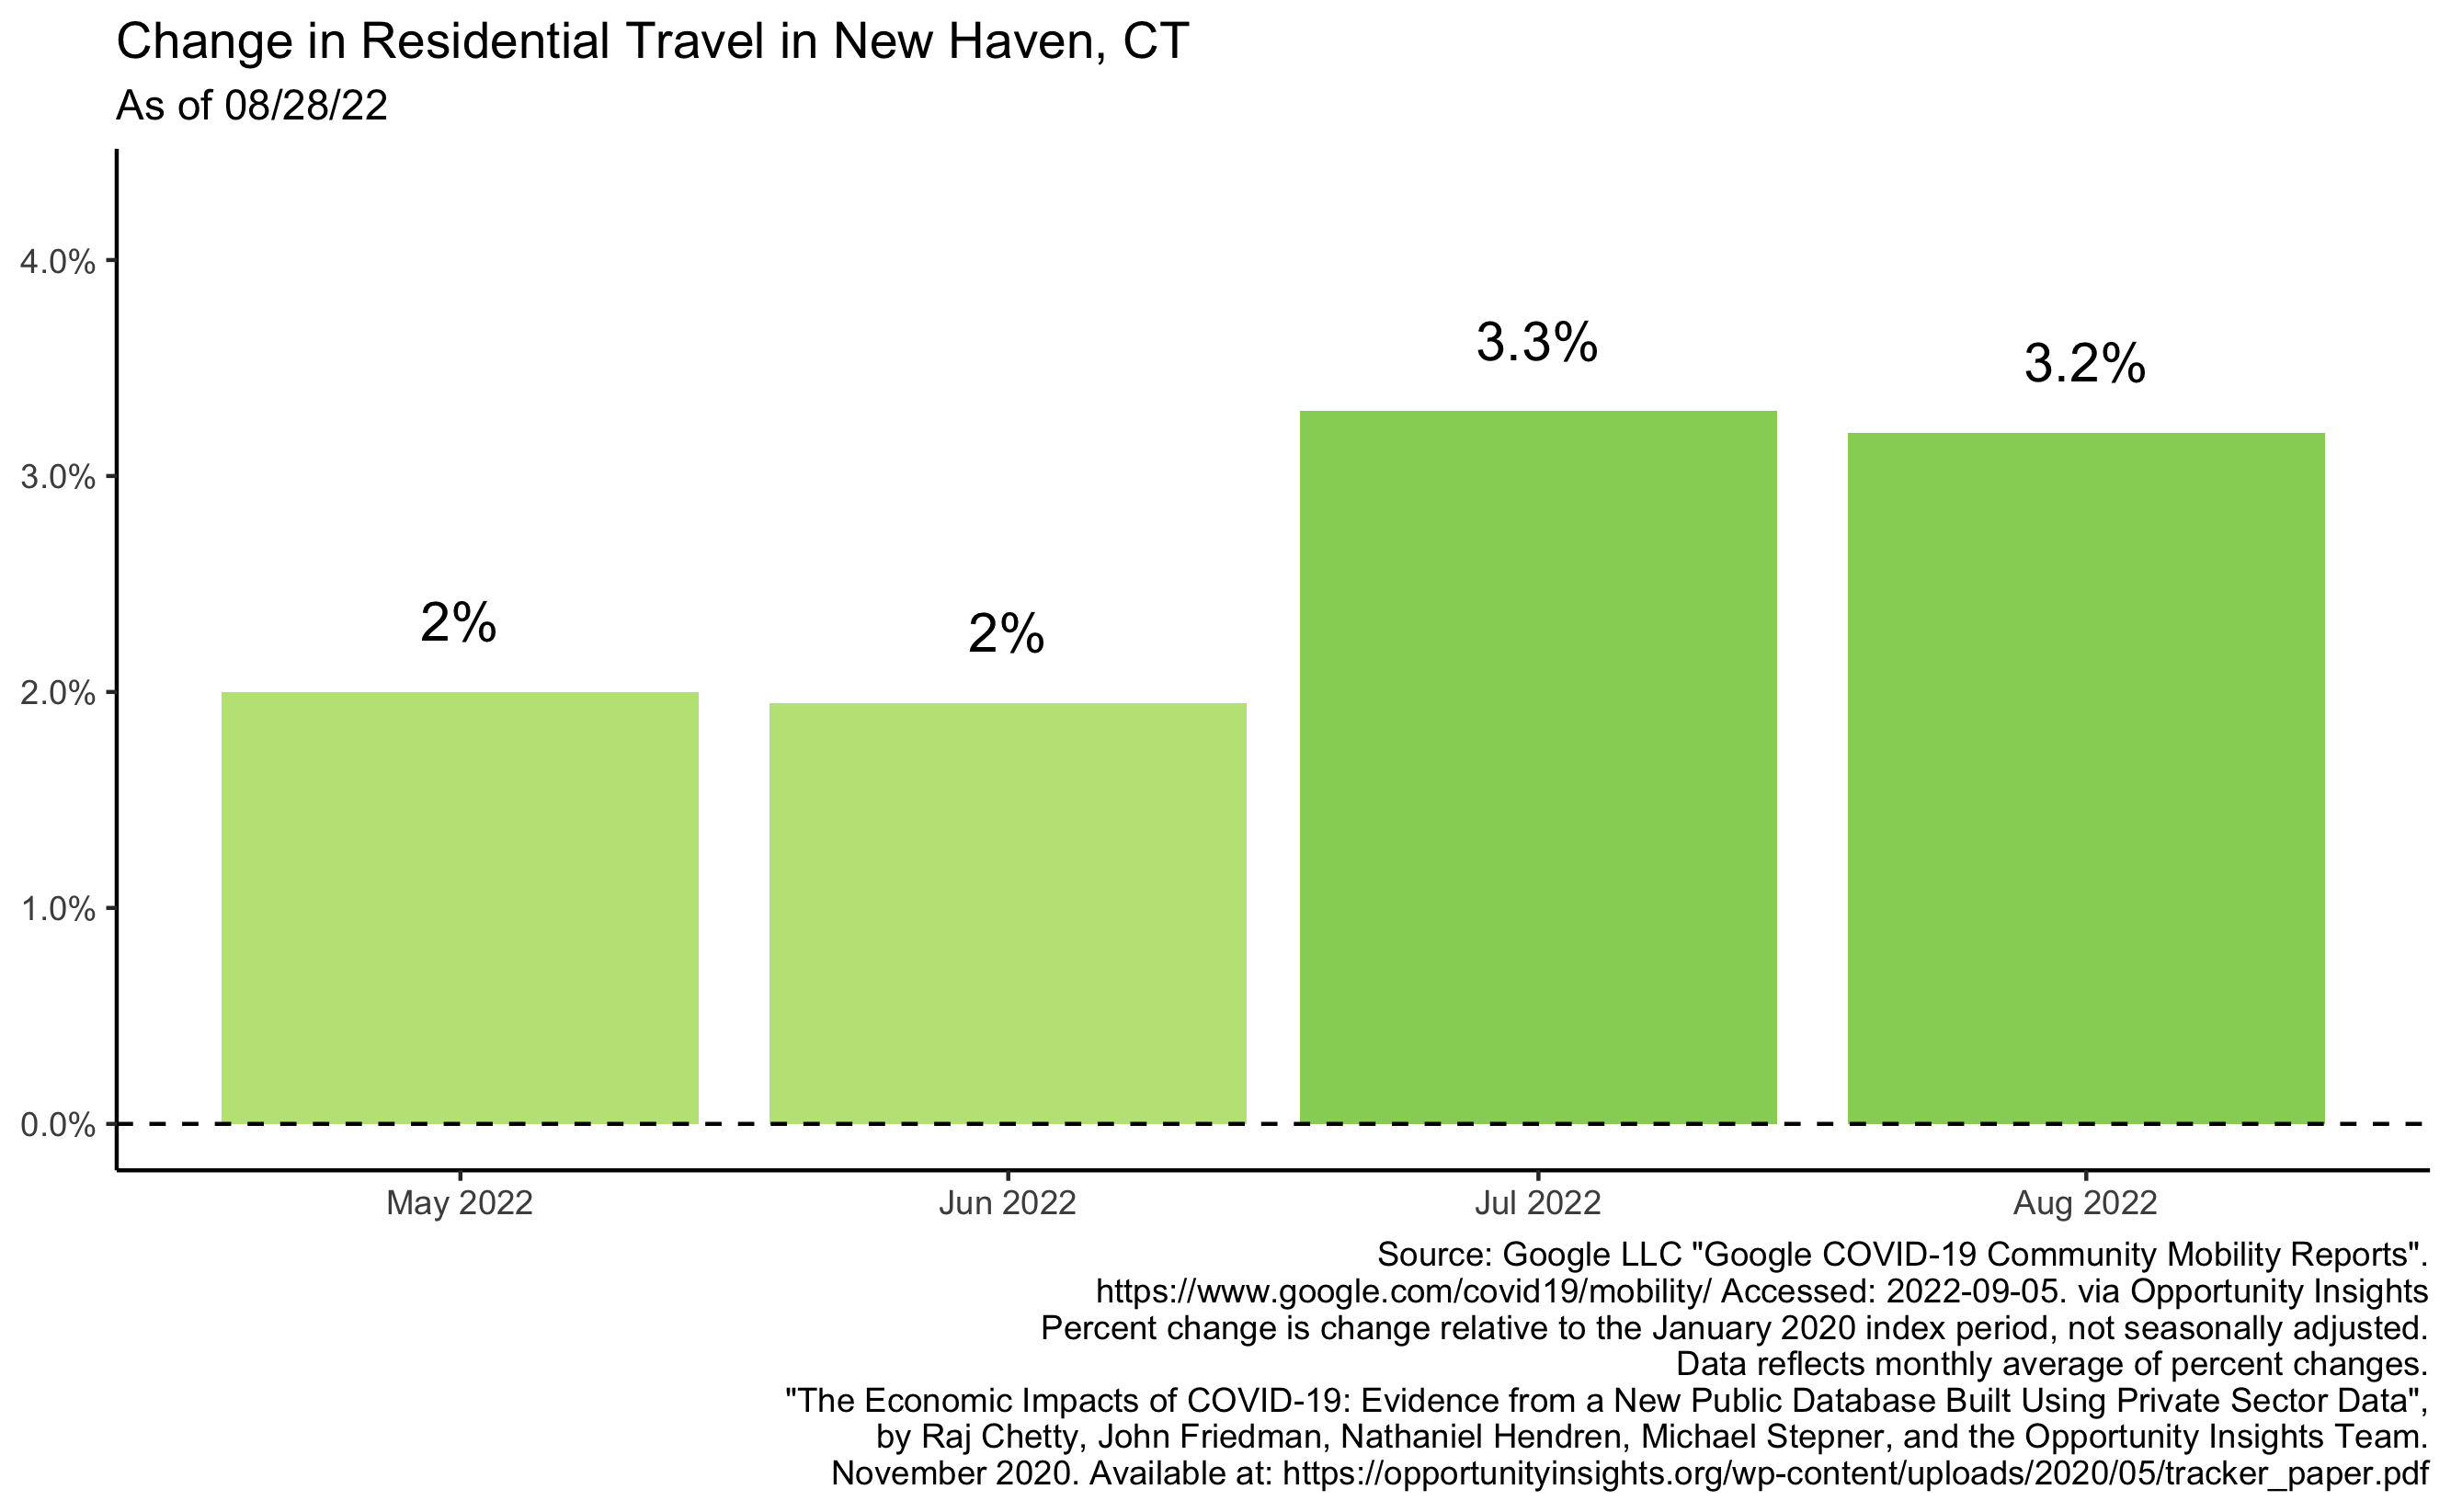 Change in Residential Travel in New Haven, CT
As of 08/28/22
4.0%
3.0%
2.0%
1.0%
0.0%
2%
2%
3.3%
3.2%
May 2022
Jun 2022
Jul 2022
Aug 2022
Source: Google LLC "Google COVID-19 Community Mobility Reports".
https://www.google.com/covid19/mobility/ Accessed: 2022-09-05. via Opportunity Insights
Percent change is change relative to the January 2020 index period, not seasonally adjusted.
Data reflects monthly average of percent changes.
"The Economic Impacts of COVID-19: Evidence from a New Public Database Built Using Private Sector Data",
by Raj Chetty, John Friedman, Nathaniel Hendren, Michael Stepner, and the Opportunity Insights Team.
November 2020. Available at: https://opportunityinsights.org/wp-content/uploads/2020/05/tracker_paper.pdf